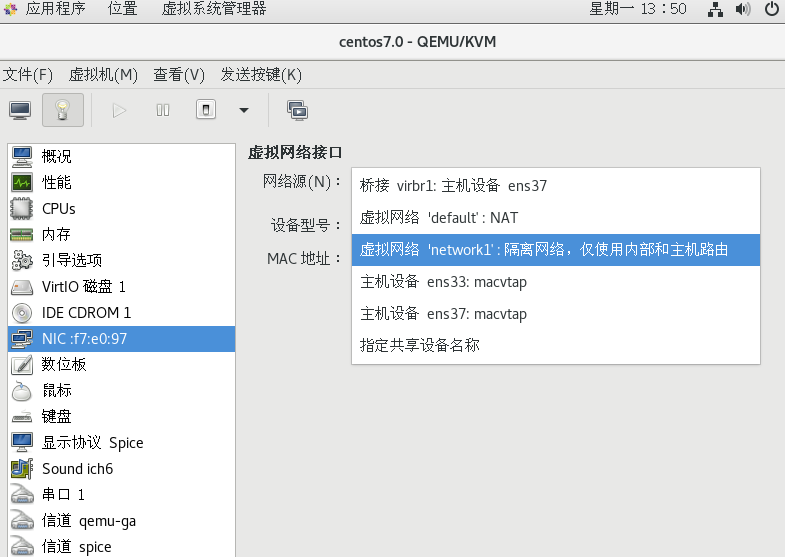 应用程序 位置 虚拟系统管理器 星期一 13：50
centos7.0 - QEMU/KVM
文件(F) 虚拟机(M) 查看(V) 发送按键(K)
概况
性能
CPUs
内存
引导选项
VirtIO 磁盘 1
IDE CDROM 1
NIC :f7:e0:97
数位板
鼠标
键盘
显示协议 Spice
Sound ich6
串口 1
信道 qemu-ga
信道 spice
虚拟网络接口
网络源(N)：
设备型号：
MAC 地址：
桥接 virbr1: 主机设备 ens37
虚拟网络 'default' : NAT
虚拟网络 'network1' : 隔离网络，仅使用内部和主机路由
主机设备 ens33: macvtap
主机设备 ens37: macvtap
指定共享设备名称